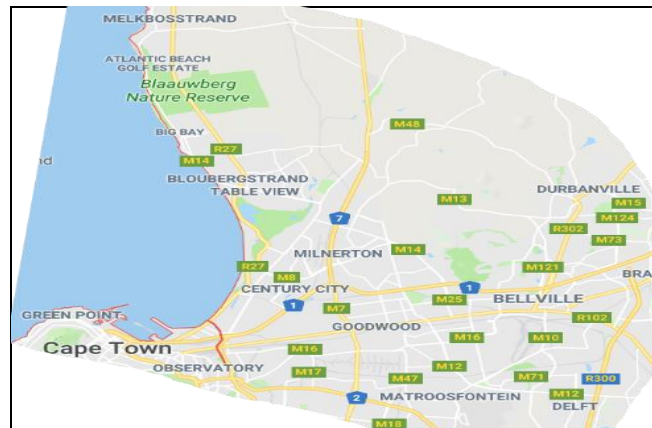 MELKBOSSTRAND
ATLANTIC BEACH
GOLF ESTATE
Blaauwberg
Nature Reserve
M48
BIG BAY
R27
M14
nd
BLOUBERGSTRAND
TABLE VIEW
DURBANVILLE
M13
M15
M124
7
R302
M73
MILNERTON
M14
R27
M8
M121
BRA
CENTURY CITY
1
1
M25
BELLVILLE
M7
GREEN POINT
R102
GOODWOOD
M16
M10
Cape Town
M16
OBSERVATORY
M17
M12
M47
M71
R300
2
MATROOSFONTEIN
M12
DELFT
M18